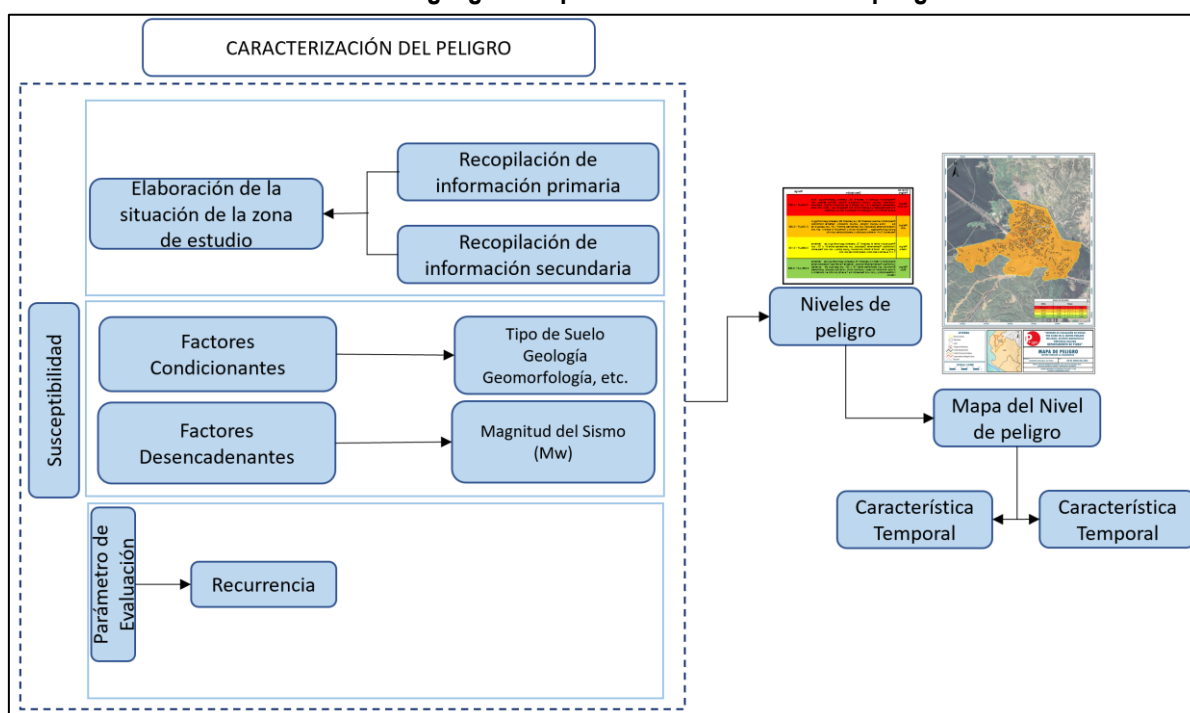 CARACTERIZACIÓN DEL PELIGRO
Elaboración de la
situación de la zona
de estudio
Recopilación de
información primaria
Recopilación de
información secundaria
Susceptibilidad
Factores
Condicionantes
Tipo de Suelo
Geología
Geomorfología, etc.
Factores
Desencadenantes
Magnitud del Sismo
(Mw)
Parámetro de
Evaluación
Recurrencia
Niveles de
peligro
MAPA DE PELIGRO
Mapa del Nivel
de peligro
Característica
Temporal
Característica
Temporal